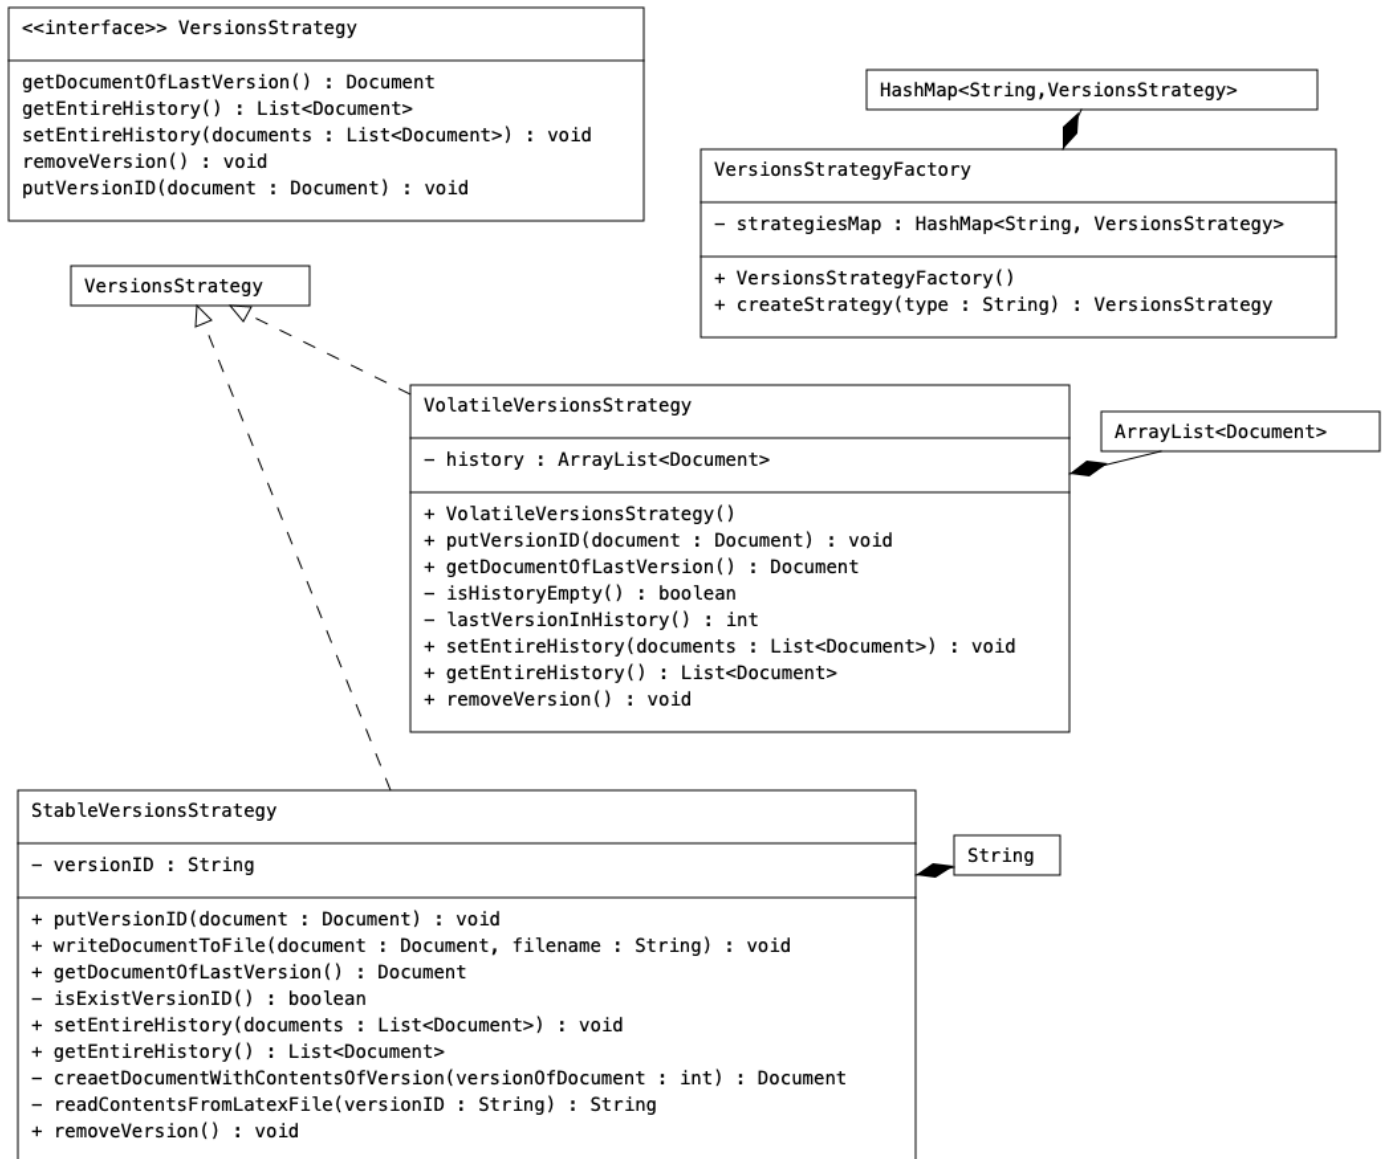 <<interface>> VersionsStrategy
getDocumentOfLastVersion() : Document
getEntireHistory() : List<Document>
setEntireHistory(documents : List<Document>) : void
removeVersion() : void
putVersionID(document : Document) : void
HashMap<String,VersionsStrategy>
VersionsStrategyFactory
- strategiesMap : HashMap<String, VersionsStrategy>
+ VersionsStrategyFactory()
+ createStrategy(type : String) : VersionsStrategy
VersionsStrategy
VolatileVersionsStrategy
- history : ArrayList<Document>
+ VolatileVersionsStrategy()
+ putVersionID(document : Document) : void
+ getDocumentOfLastVersion() : Document
- isHistoryEmpty() : boolean
- lastVersionInHistory() : int
+ setEntireHistory(documents : List<Document>) : void
+ getEntireHistory() : List<Document>
+ removeVersion() : void
ArrayList<Document>
StableVersionsStrategy
- versionID : String
+ putVersionID(document : Document) : void
+ writeDocumentToFile(document : Document, filename : String) : void
+ getDocumentOfLastVersion() : Document
- isExistVersionID() : boolean
+ setEntireHistory(documents : List<Document>) : void
+ getEntireHistory() : List<Document>
- creaetDocumentWithContentsOfVersion(versionOfDocument : int) : Document
- readContentsFromLatexFile(versionID : String) : String
+ removeVersion() : void
String